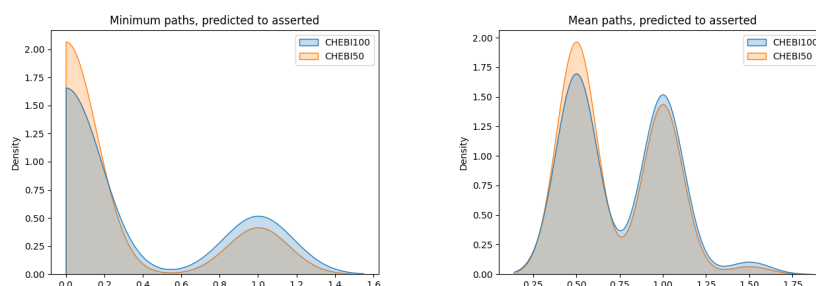 Minimum paths, predicted to asserted
CHEBI100
CHEBI50
2.00
1.75
1.50
1.25
1.00
0.75
0.50
0.25
0.00
Density
0.0 0.2 0.4 0.6 0.8 1.0 1.2 1.4 1.6
Mean paths, predicted to asserted
CHEBI100
CHEBI50
2.00
1.75
1.50
1.25
1.00
0.75
0.50
0.25
0.00
Density
0.25 0.50 0.75 1.00 1.25 1.50 1.75